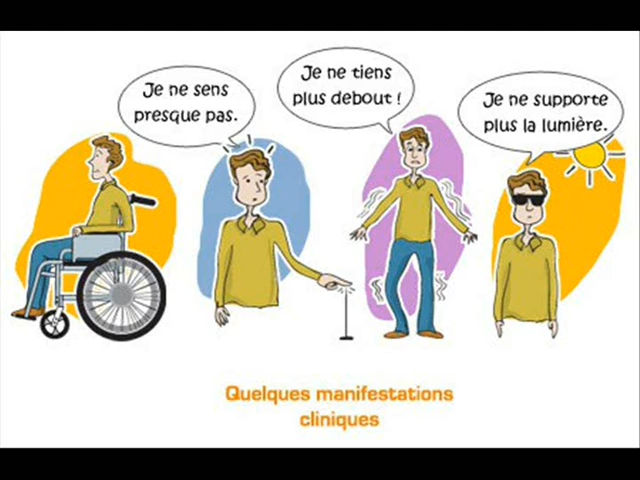 Je ne sens
presque pas.
Je ne tiens
plus debout !
Je ne supporte
plus la lumière.
Quelques manifestations
cliniques